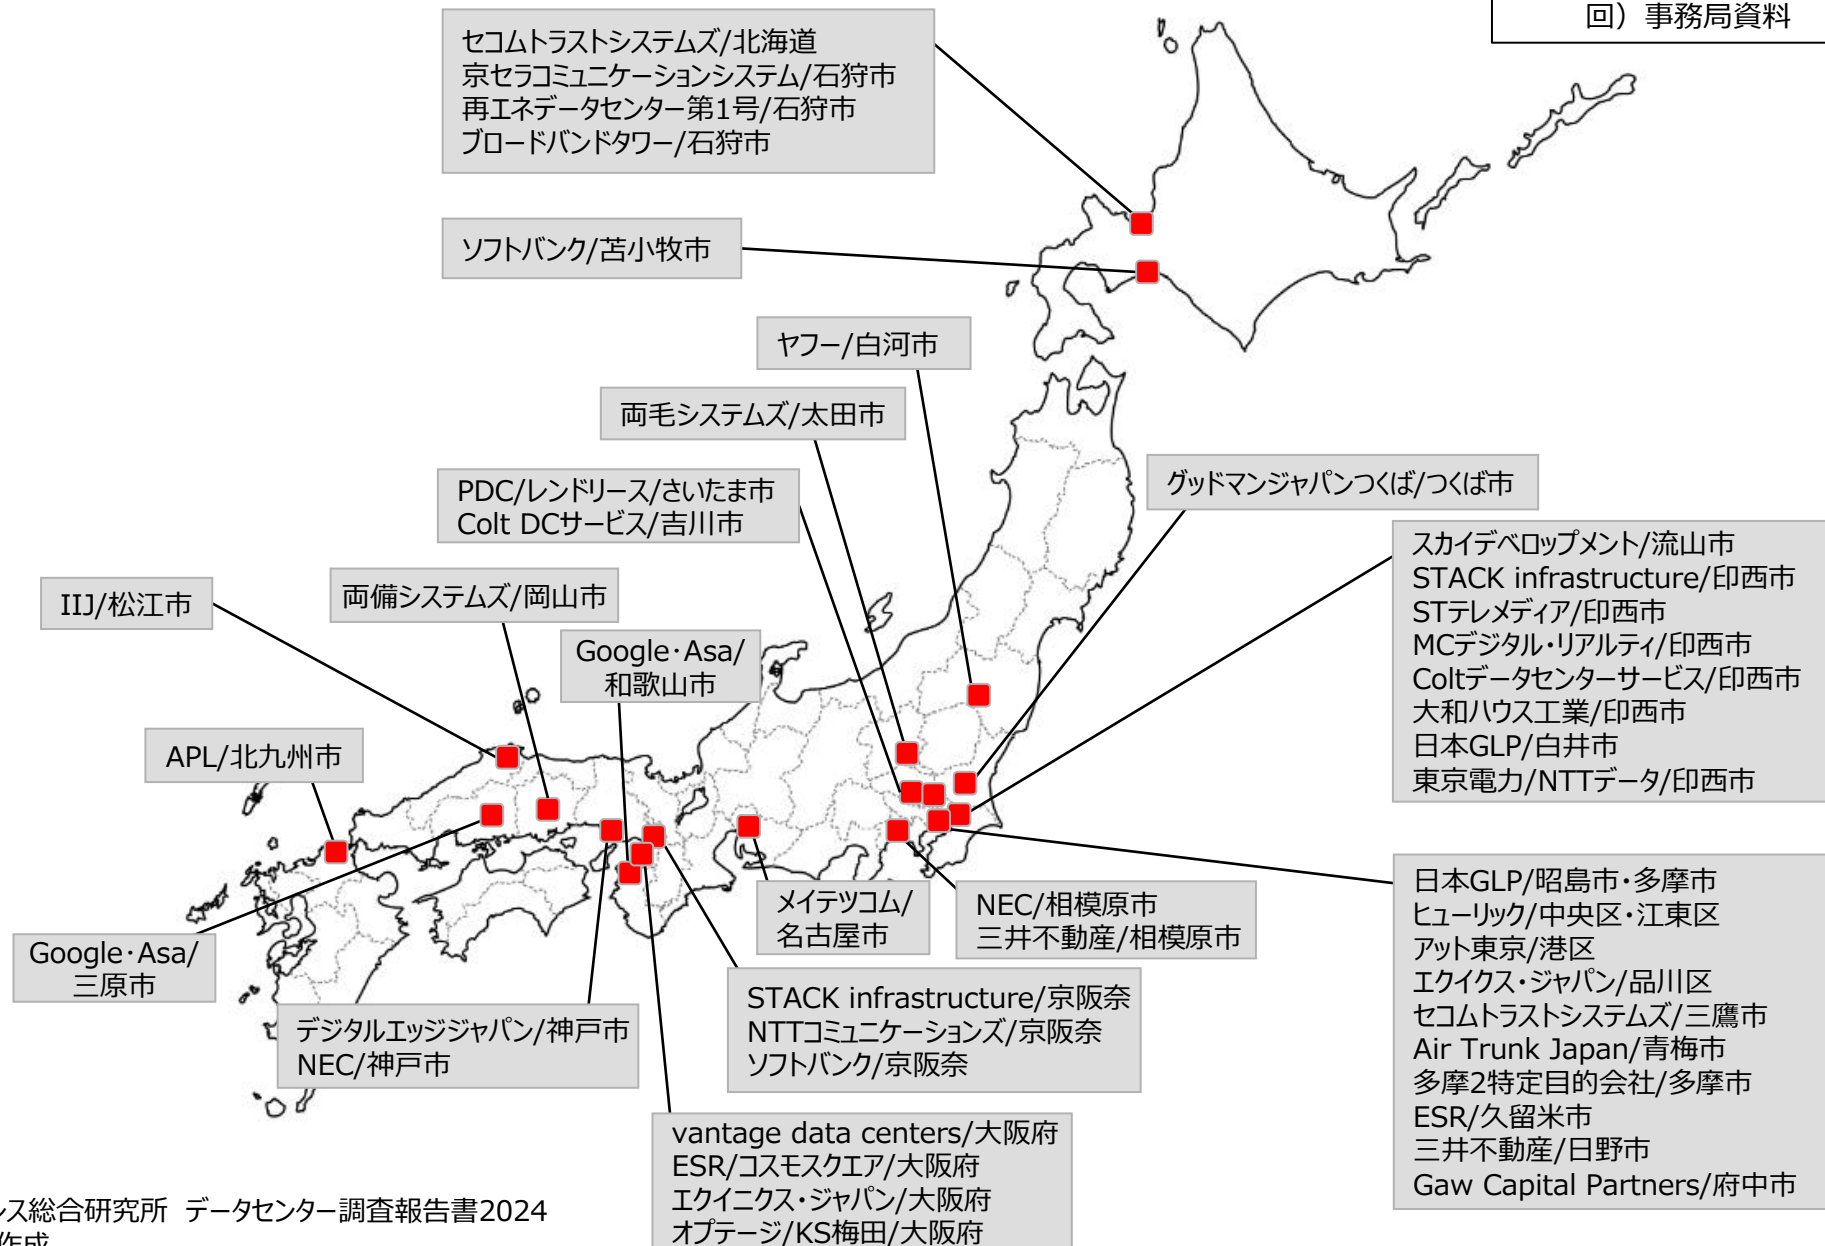 回）事務局資料
セコムトラストシステムズ/北海道
京セラコミュニケーションシステム/石狩市
再エネデータセンター第1号/石狩市
ブロードバンドタワー/石狩市
ソフトバンク/苫小牧市
ヤフー/白河市
両毛システムズ/太田市
PDC/レンドリース/さいたま市
Colt DCサービス/吉川市
グッドマンジャパンつくば/つくば市
スカイデベロップメント/流山市
STACK infrastructure/印西市
STテレメディア/印西市
MCデジタル・リアルティ/印西市
Coltデータセンターサービス/印西市
大和ハウス工業/印西市
日本GLP/白井市
東京電力/NTTデータ/印西市
IIJ/松江市
両備システムズ/岡山市
Google・Asa/
和歌山市
APL/北九州市
メイテツコム/
名古屋市
NEC/相模原市
三井不動産/相模原市
日本GLP/昭島市・多摩市
ヒューリック/中央区・江東区
アット東京/港区
エクイクス・ジャパン/品川区
セコムトラストシステムズ/三鷹市
Air Trunk Japan/青梅市
多摩2特定目的会社/多摩市
ESR/久留米市
三井不動産/日野市
Gaw Capital Partners/府中市
Google・Asa/
三原市
デジタルエッジジャパン/神戸市
NEC/神戸市
STACK infrastructure/京阪奈
NTTコミュニケーションズ/京阪奈
ソフトバンク/京阪奈
vantage data centers/大阪府
ESR/コスモスクエア/大阪府
エクイニクス・ジャパン/大阪府
オプテージ/KS梅田/大阪府
ス総合研究所 データセンター調査報告書2024
作成